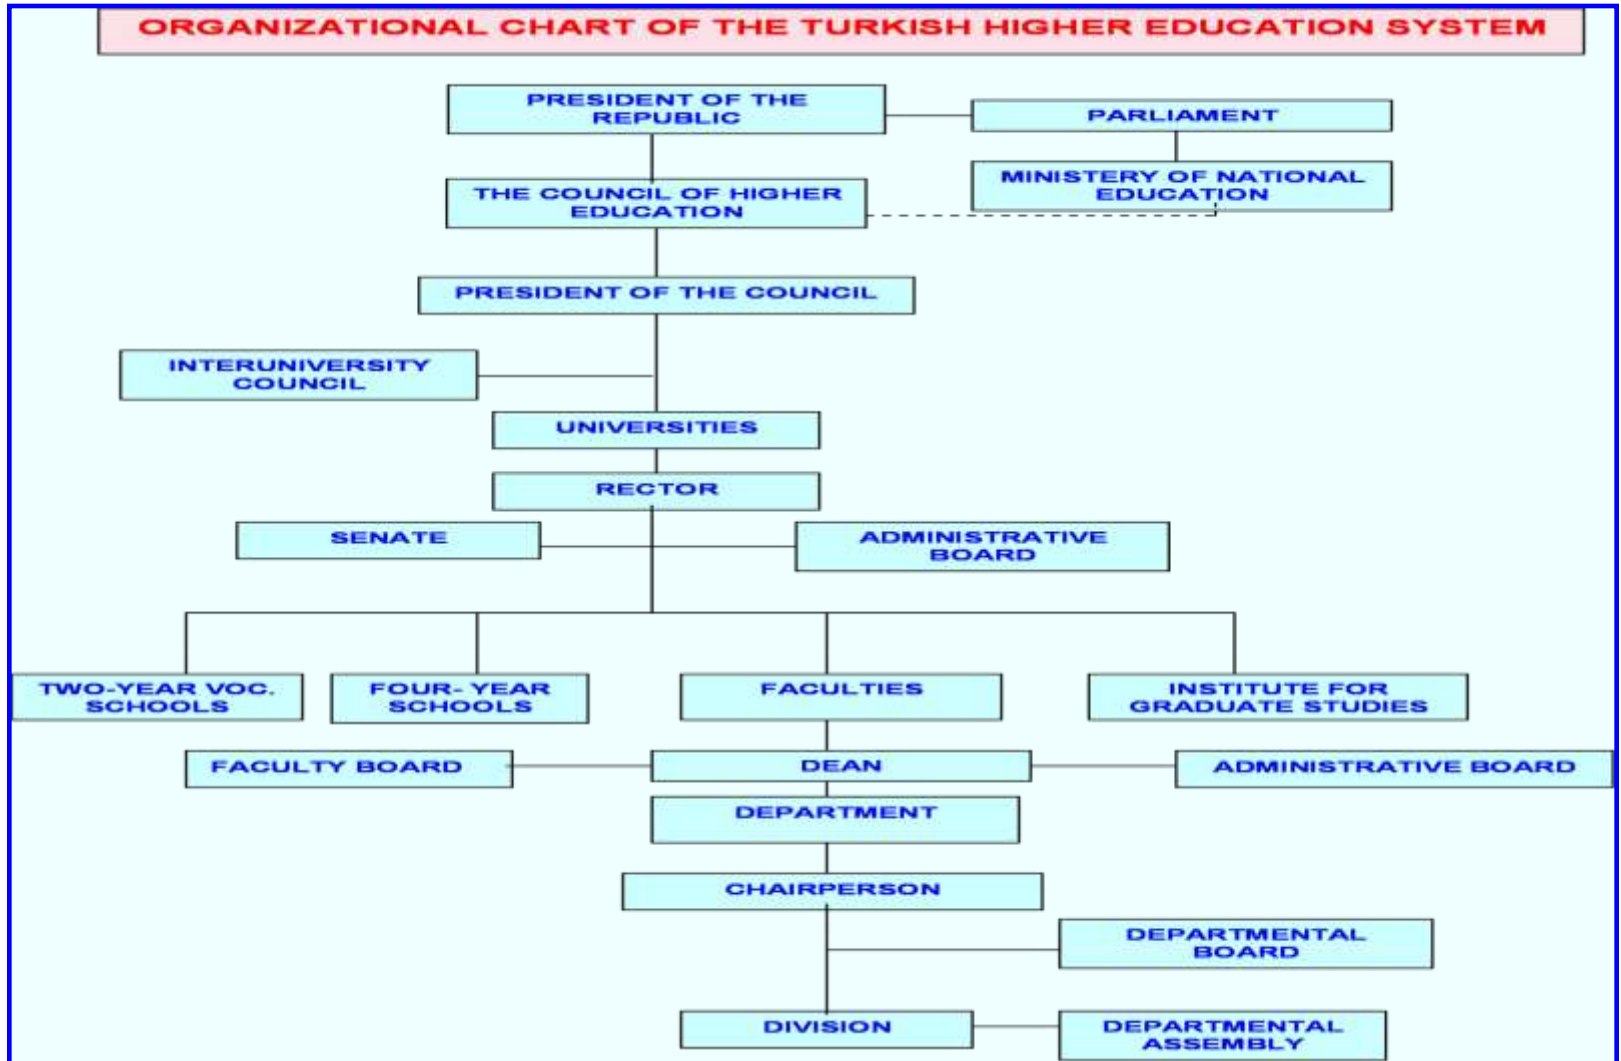 ORGANIZATIONAL CHART OF THE TURKISH HIGHER EDUCATION SYSTEM
PRESIDENT OF THE
REPUBLIC
PARLIAMENT
THE COUNCIL OF HIGHER
EDUCATION
MINISTERY OF NATIONAL
EDUCATION
PRESIDENT OF THE COUNCIL
INTERUNIVERSITY
COUNCIL
UNIVERSITIES
RECTOR
SENATE
ADMINISTRATIVE
BOARD
TWO-YEAR VOC.
SCHOOLS
FOUR- YEAR
SCHOOLS
FACULTIES
INSTITUTE FOR
GRADUATE STUDIES
FACULTY BOARD
DEAN
ADMINISTRATIVE BOARD
DEPARTMENT
CHAIRPERSON
DEPARTMENTAL
BOARD
DIVISION
DEPARTMENTAL
ASSEMBLY